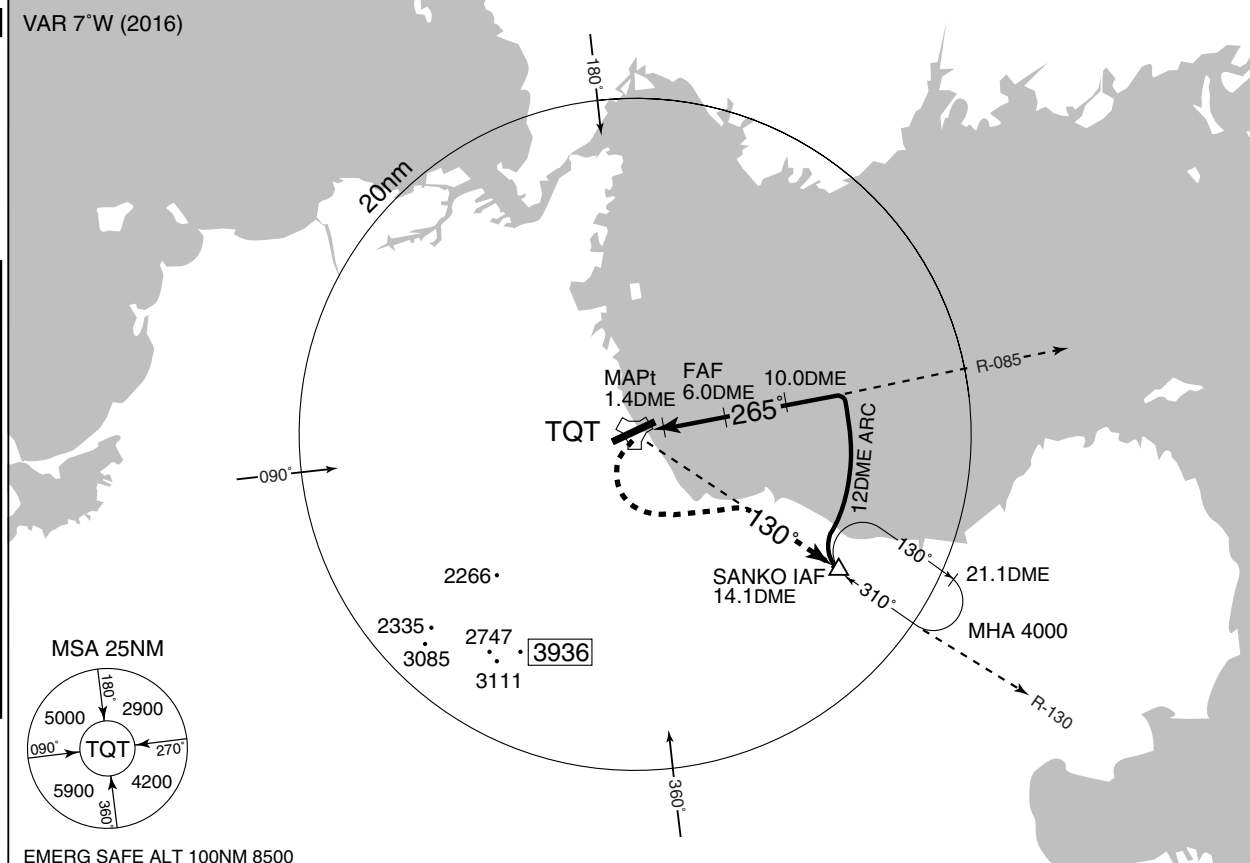 VAR 7°W (2016)
180°
20nm
R-085
MAPt
1.4DME
FAF
6.0DME
10.0DME
265°
TQT
12DME ARC
090°
130°
130°
SANKO IAF
14.1DME
21.1DME
310°
MHA 4000
R-130
2266
2335
3085
2747
3111
3936
360°
MSA 25NM
180°
5000
2900
090°
TQT
270°
5900
4200
360°
EMERG SAFE ALT 100NM 8500